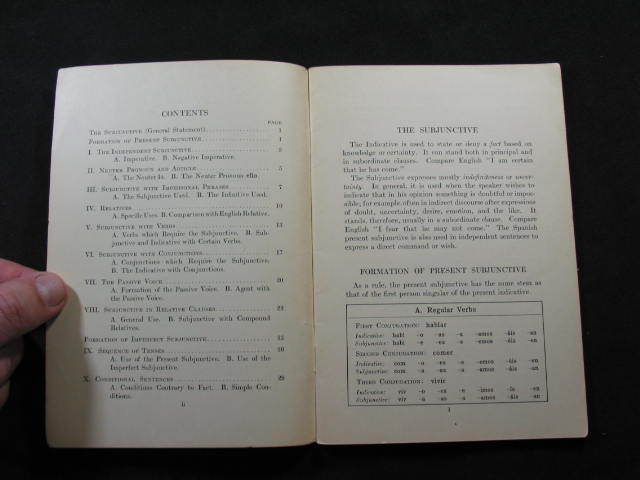 CONTENTS
PAGE
THE SUBJUNCTIVE (General Statement) 1
FORMATION OF PRESENT SUBJUNCTIVE 1
I. THE INDEPENDENT SUBJUNCTIVE
A. Imperative. B. Negative Imperative.
II. NEUTER PRONOUN AND ARTICLE 5
A. The Neuter lo. B. The Neuter Pronoun ello.
III. SUBJUNCTIVE WITH IMPERSONAL PHRASES 7
A. The Subjunctive Used. B. The Infinitive Used.
IV. RELATIVES
A. Specific Uses. B. Comparison with English Relative.
V. SUBJUNCTIVE WITH VERBS 13
A. Verbs which Require the Subjunctive. B. Sub-
junctive and Indicative with Certain Verbs.
VI. SUBJUNCTIVE WITH CONJUNCTIONS 17
A. Conjunctions which Require the Subjunctive.
B. The Indicative with Conjunctions.
VII. THE PASSIVE VOICE 20
A. Formation of the Passive Voice. B. Agent with
the Passive Voice.
VIII. SUBJUNCTIVE IN RELATIVE CLAUSES
A. General Use. B. Subjunctive with Compound
Relatives.
FORMATION OF IMPERFECT SUBJUNCTIVE
IX. SEQUENCE OF TENSES
A. Use of the Present Subjunctive. B. Use of the
Imperfect Subjunctive.
X. CONDITIONAL SENTENCES
A. Conditions Contrary to Fact. B. Simple Con-
ditions.
ii
THE SUBJUNCTIVE
The Indicative is used to state or deny a fact based on
knowledge or certainty. It can stand both in principal and
in subordinate clauses. Compare English "I am certain
that he has come."
The Subjunctive expresses mostly indefiniteness or uncer-
tainty. In general, it is used when the speaker wishes to
indicate that in his opinion something is doubtful or impos-
sible; for example, often in indirect discourse after expressions
of doubt, uncertainty, desire, emotion, and the like. It
stands, therefore, usually in a subordinate clause. Compare
English "I fear that he may not come." The Spanish
present subjunctive is also used in independent sentences to
express a direct command or wish.
FORMATION OF PRESENT SUBJUNCTIVE
As a rule, the present subjunctive has the same stem as
that of the first person singular of the present indicative.
A. Regular Verbs
FIRST CONJUGATION: hablar
Indicative: habl -o -as -a -amos -áis -an
Subjunctive: habl -e -es -e -emos -éis -en
SECOND CONJUGATION: comer
Indicative: com -o -es -e -emos -éis -en
Subjunctive: com -a -as -a -amos -áis -an
THIRD CONJUGATION: vivir
Indicative: viv -o -es -e -imos -ís -en
Subjunctive: viv -a -as -a -amos -áis -an
1